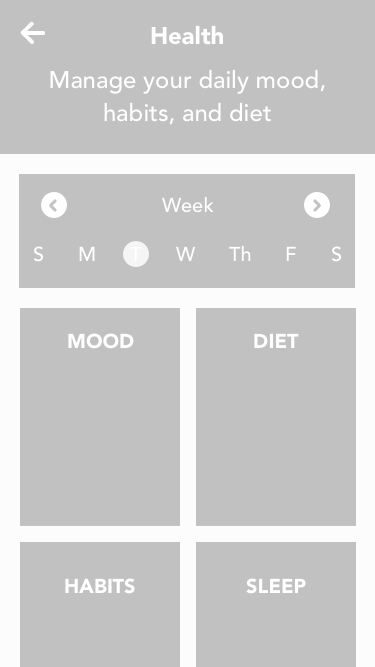 Health
Manage your daily mood,
habits, and diet
Week
S M T W Th F S
MOOD DIET
HABITS SLEEP